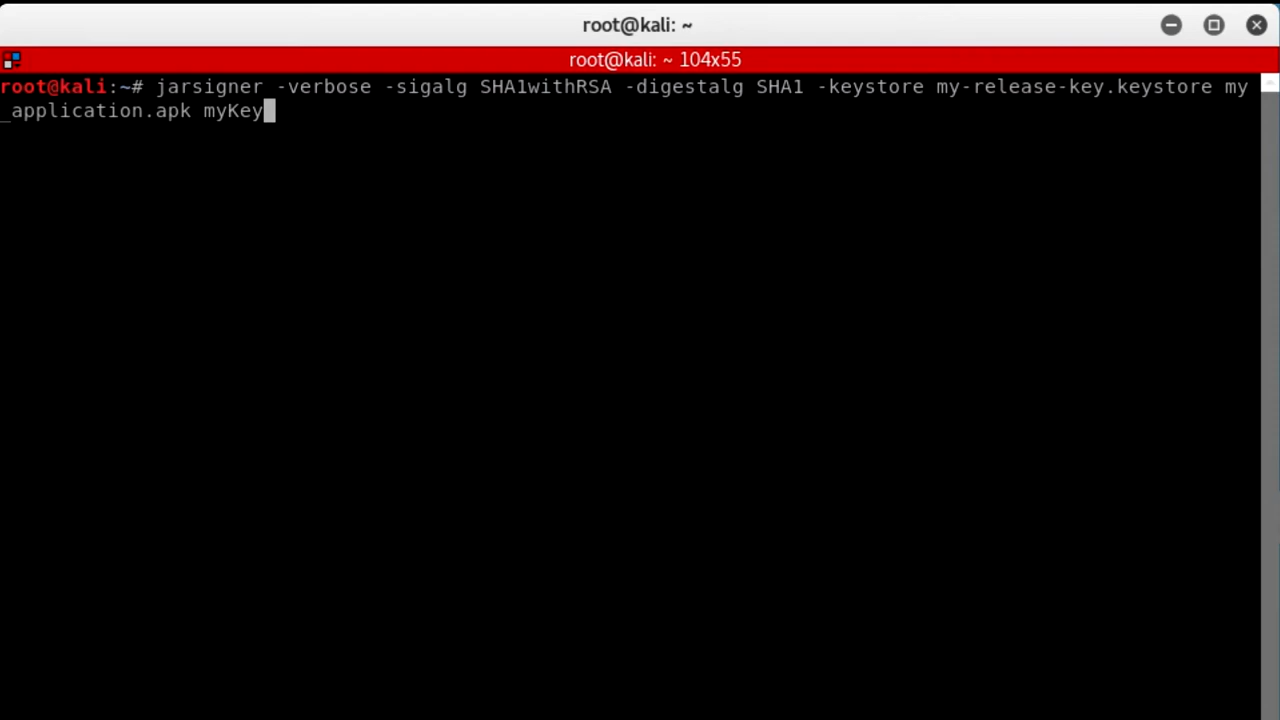 root@kali: ~
root@kali: ~ 104x55
root@kali:~# jarsigner -verbose -sigalg SHA1withRSA -digestalg SHA1 -keystore my-release-key.keystore my
_application.apk myKey